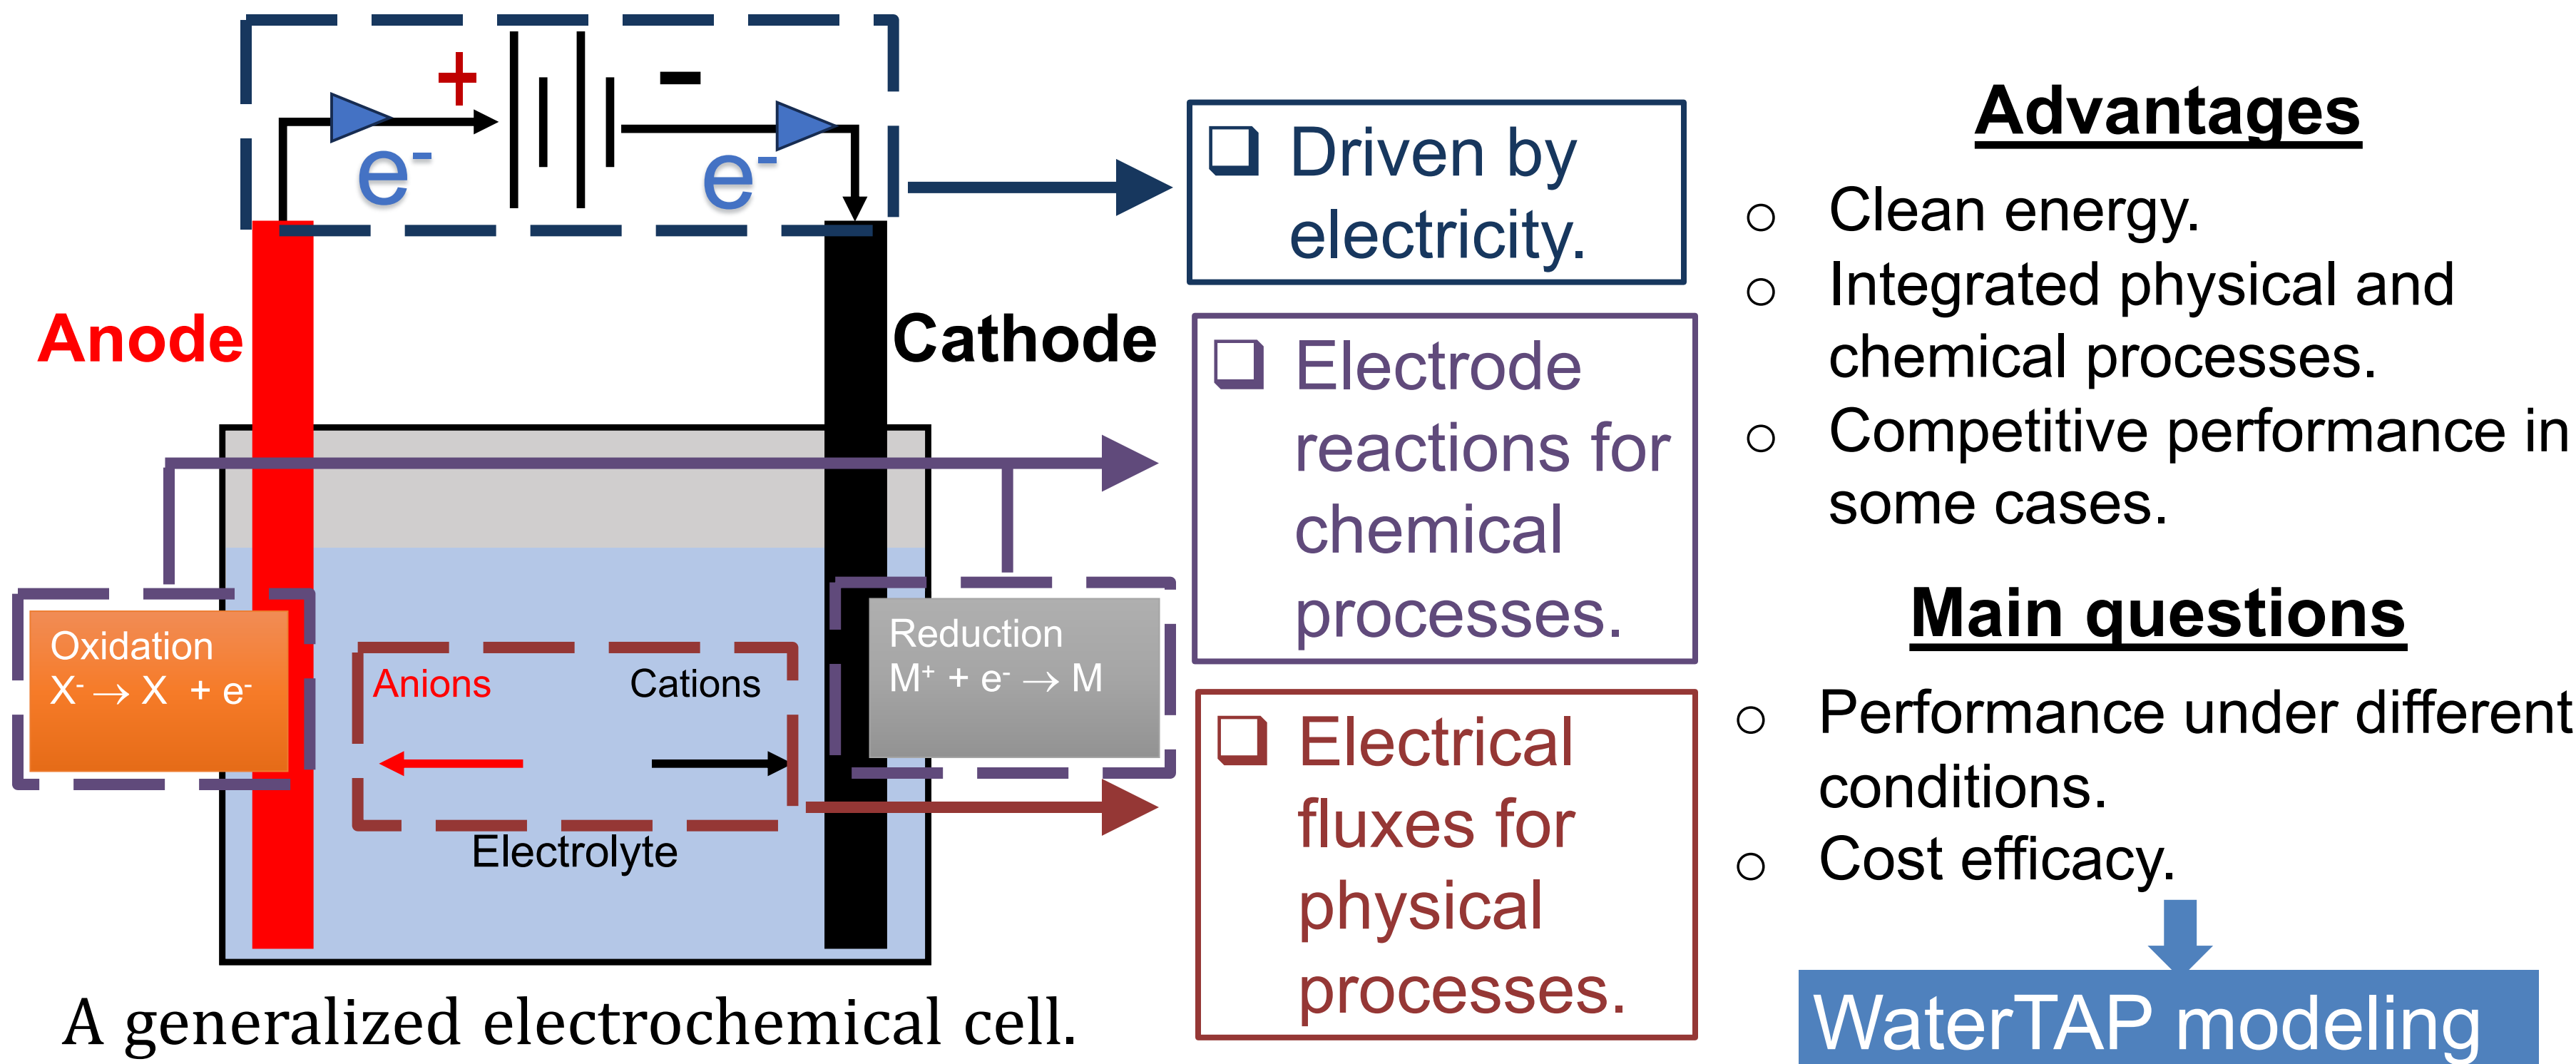 +
-
e-
e-
Anode
Cathode
Oxidation
X- → X + e-
Anions
Cations
Reduction
M+ + e- → M
Electrolyte
A generalized electrochemical cell.
❑ Driven by
electricity.
❑ Electrode
reactions for
chemical
processes.
❑ Electrical
fluxes for
physical
processes.
Advantages
○ Clean energy.
○ Integrated physical and
chemical processes.
○ Competitive performance in
some cases.
Main questions
○ Performance under different
conditions.
○ Cost efficacy.
WaterTAP modeling